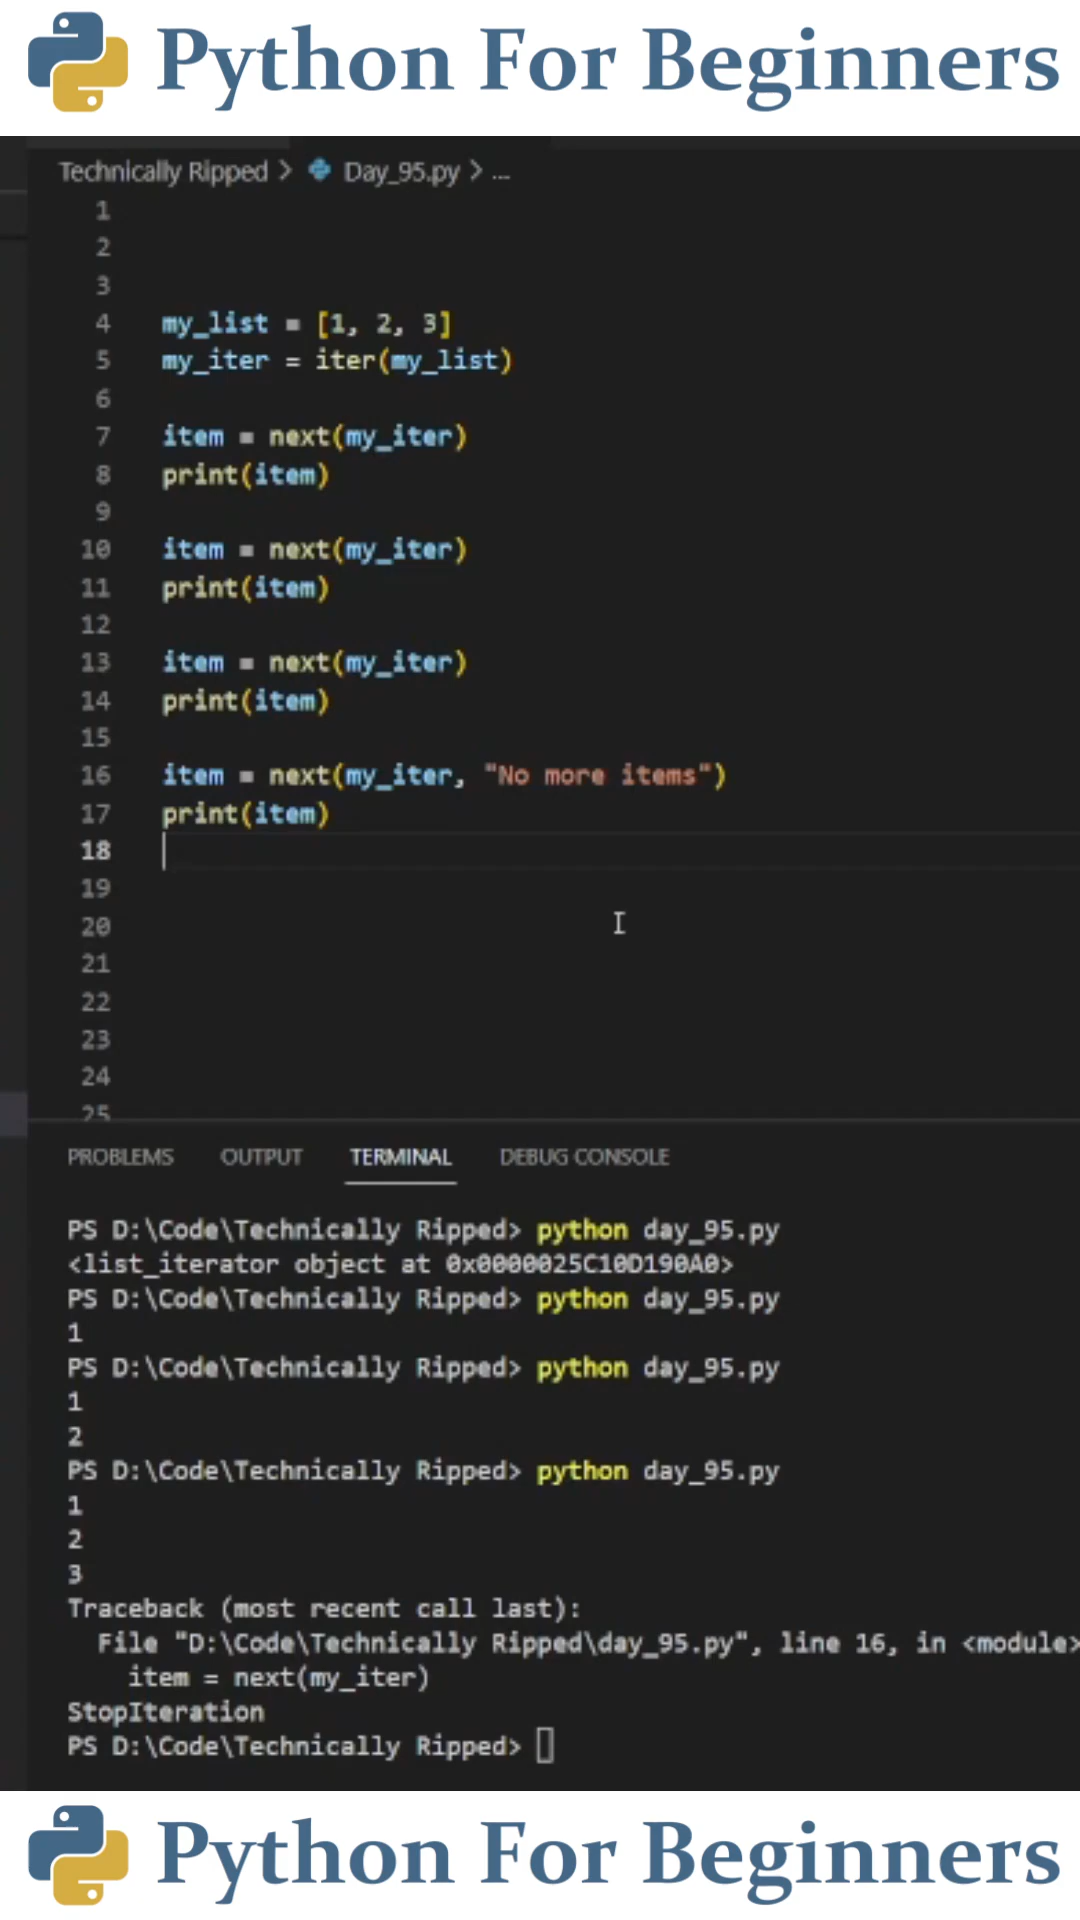 Python For Beginners
Technically Ripped > Day_95.py > ...
1
2
3
4 my_list = [1, 2, 3]
5 my_iter = iter(my_list)
6
7 item = next(my_iter)
8 print(item)
9
10 item = next(my_iter)
11 print(item)
12
13 item = next(my_iter)
14 print(item)
15
16 item = next(my_iter, "No more items")
17 print(item)
18
19
20
21
22
23
24
25
PROBLEMS OUTPUT TERMINAL DEBUG CONSOLE
PS D:\Code\Technically Ripped> python day_95.py
<list_iterator object at 0x0000025C10D190A0>
PS D:\Code\Technically Ripped> python day_95.py
1
PS D:\Code\Technically Ripped> python day_95.py
1
2
PS D:\Code\Technically Ripped> python day_95.py
1
2
3
Traceback (most recent call last):
  File "D:\Code\Technically Ripped\day_95.py", line 16, in <module>
    item = next(my_iter)
StopIteration
PS D:\Code\Technically Ripped>
Python For Beginners